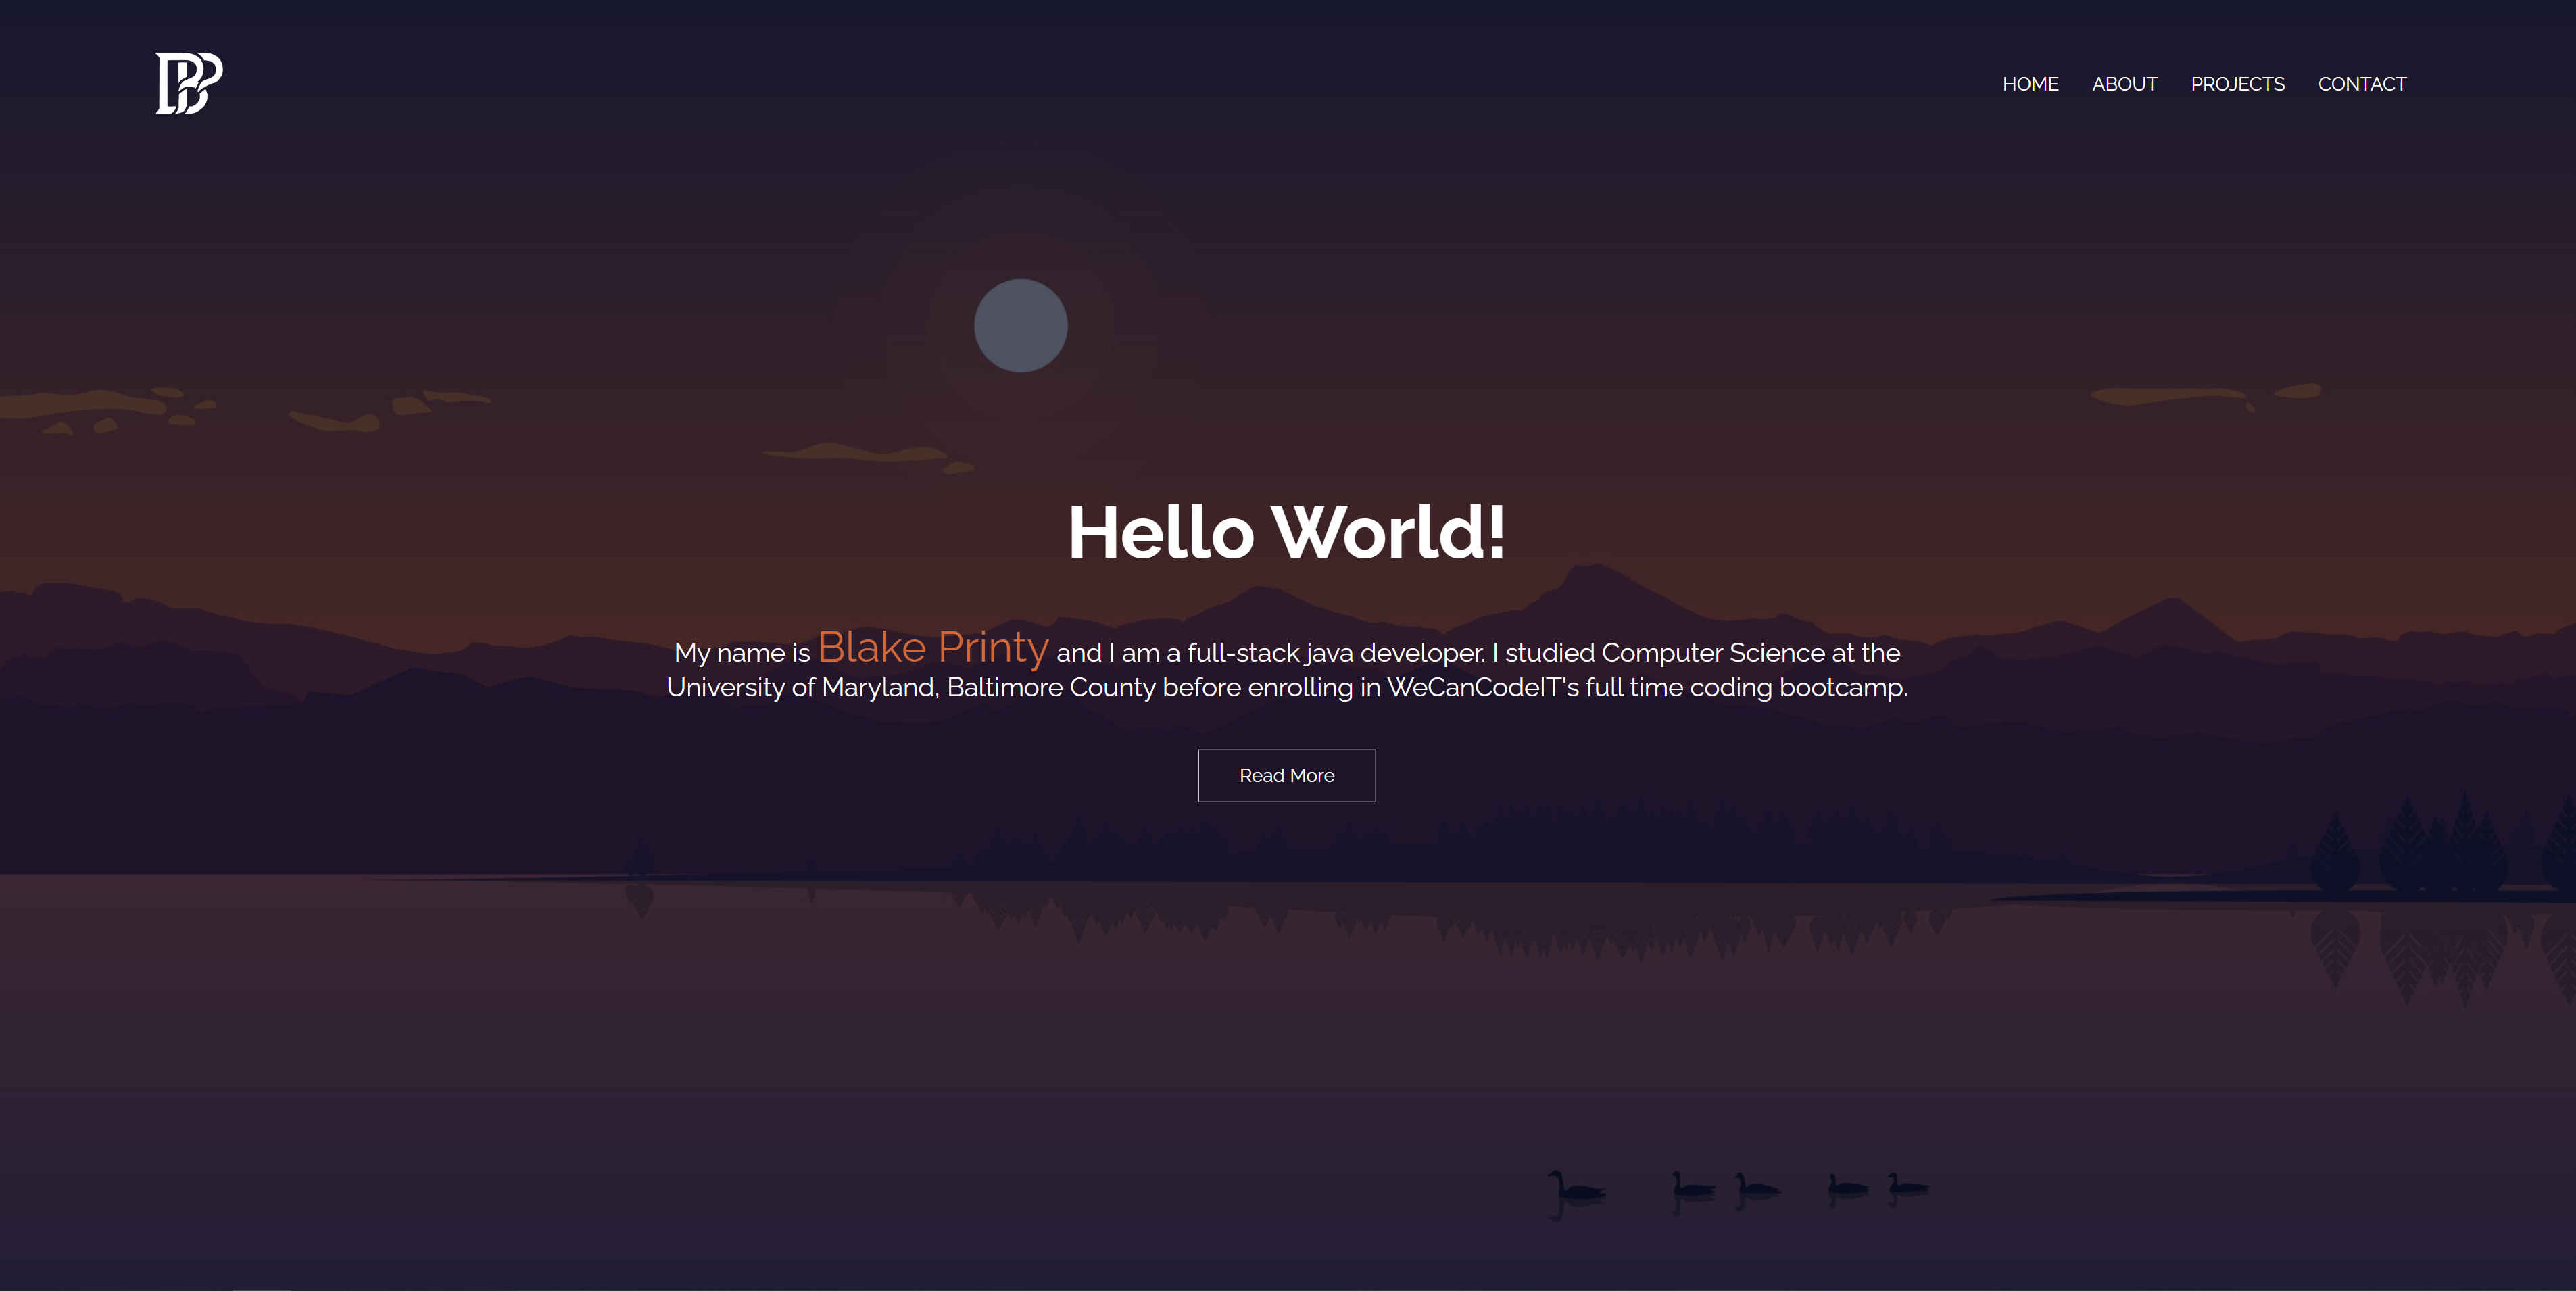 BP
HOME ABOUT PROJECTS CONTACT
Hello World!
My name is Blake Printy and I am a full-stack java developer. I studied Computer Science at the
University of Maryland, Baltimore County before enrolling in WeCanCodeIT's full time coding bootcamp.
Read More